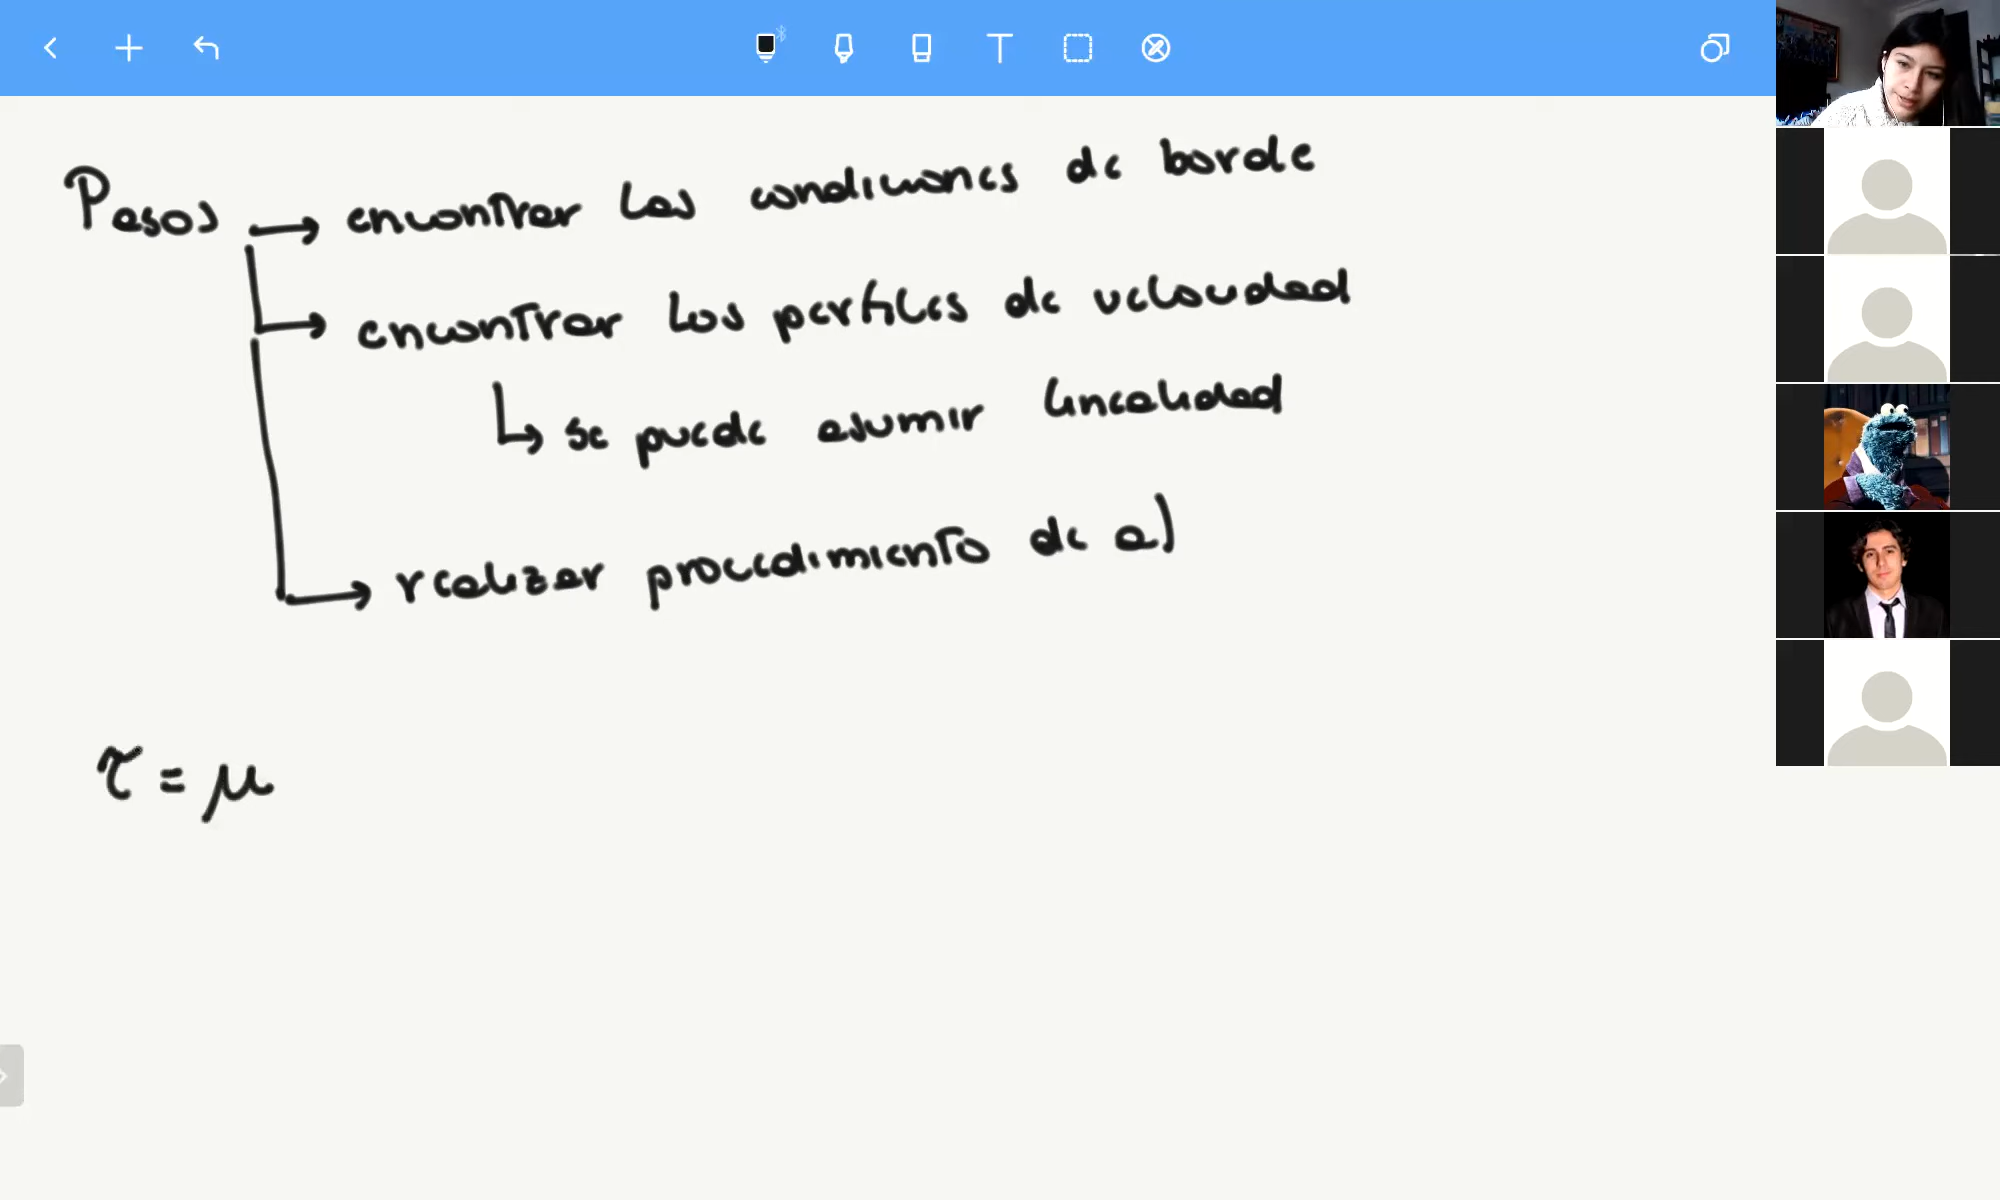 Pasos → encontrar las condiciones de borde
→ encontrar los perfiles de velocidad
↳ se puede asumir linealidad
→ realizar procedimiento de a)
τ = μ